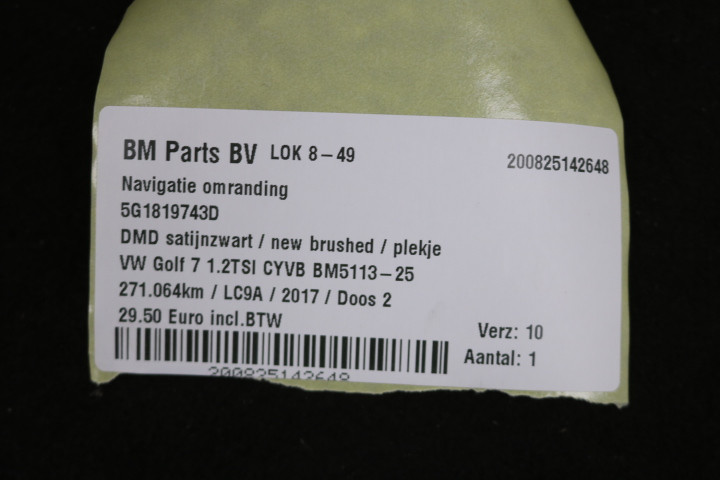 BM Parts BV LOK 8-49 200825142648
Navigatie omranding
5G1819743D
DMD satijnzwart / new brushed / plekje
VW Golf 7 1.2TSI CYVB BM5113-25
271.064km / LC9A / 2017 / Doos 2
29.50 Euro incl.BTW
Verz: 10
Aantal: 1
200825142648